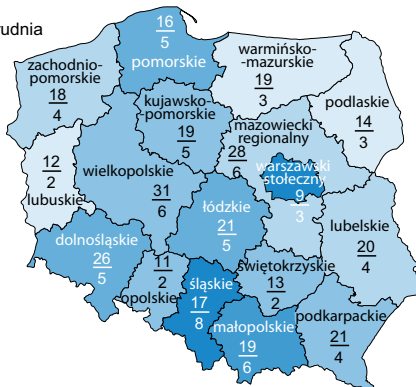 rudnia
16
5
pomorskie
warmińsko-
mazurskie
19
3
zachodnio-
pomorskie
18
4
podlaskie
14
3
kujawsko-
pomorskie
19
5
mazowiecki
regionalny
28
6
warszawski
stołeczny
9
3
12
2
lubuskie
wielkopolskie
31
6
łódzkie
21
5
lubelskie
20
4
dolnośląskie
26
5
11
2
opolskie
śląskie
17
8
świętokrzyskie
13
2
małopolskie
19
6
podkarpackie
21
4